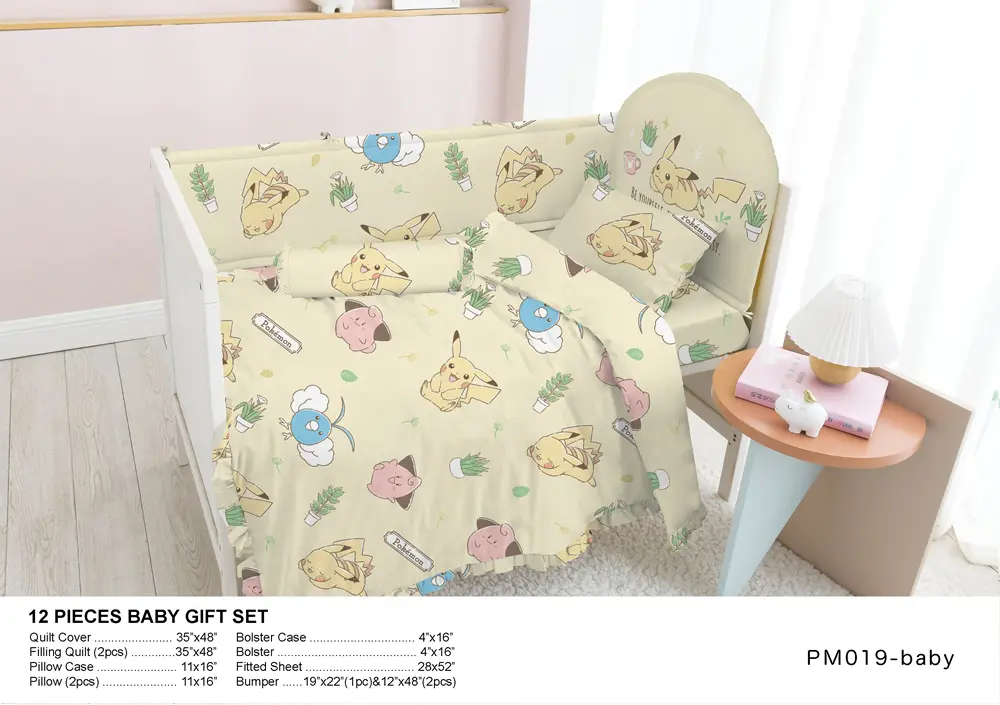 BE YOURSELF
Pokémon
Pokémon
Pokémon
12 PIECES BABY GIFT SET
Quilt Cover ....................... 35"x48"
Filling Quilt (2pcs) .............35"x48"
Pillow Case ........................ 11x16"
Pillow (2pcs) ...................... 11x16"
Bolster Case ............................... 4"x16"
Bolster ......................................... 4"x16"
Fitted Sheet ................................ 28x52"
Bumper ......19"x22"(1pc)&12"x48"(2pcs)
PM019-baby